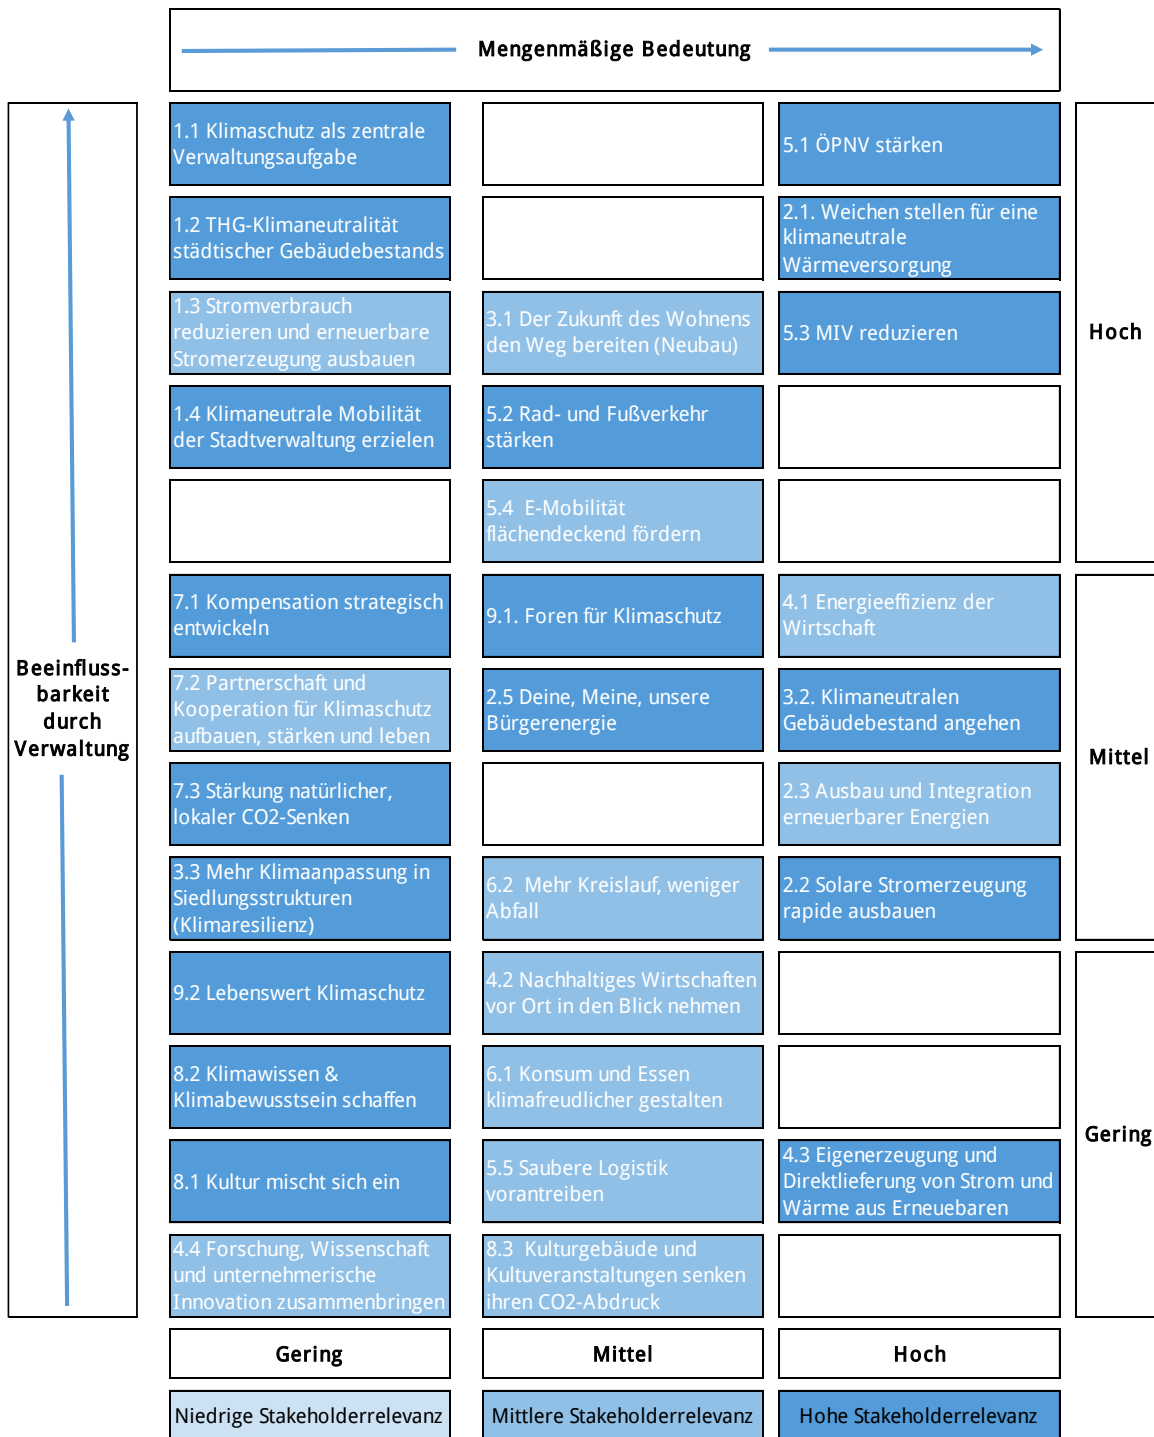 Mengenmäßige Bedeutung
1.1 Klimaschutz als zentrale
Verwaltungsaufgabe
5.1 ÖPNV stärken
1.2 THG-Klimaneutralität
städtischer Gebäudebestands
2.1. Weichen stellen für eine
klimaneutrale
Wärmeversorgung
1.3 Stromverbrauch
reduzieren und erneuerbare
Stromerzeugung ausbauen
3.1 Der Zukunft des Wohnens
den Weg bereiten (Neubau)
5.3 MIV reduzieren
Hoch
1.4 Klimaneutrale Mobilität
der Stadtverwaltung erzielen
5.2 Rad- und Fußverkehr
stärken
5.4 E-Mobilität
flächendeckend fördern
7.1 Kompensation strategisch
entwickeln
9.1. Foren für Klimaschutz
4.1 Energieeffizienz der
Wirtschaft
Beeinfluss-
barkeit
durch
Verwaltung
7.2 Partnerschaft und
Kooperation für Klimaschutz
aufbauen, stärken und leben
2.5 Deine, Meine, unsere
Bürgerenergie
3.2. Klimaneutralen
Gebäudebestand angehen
Mittel
7.3 Stärkung natürlicher,
lokaler CO2-Senken
2.3 Ausbau und Integration
erneuerbarer Energien
3.3 Mehr Klimaanpassung in
Siedlungsstrukturen
(Klimaresilienz)
6.2 Mehr Kreislauf, weniger
Abfall
2.2 Solare Stromerzeugung
rapide ausbauen
9.2 Lebenswert Klimaschutz
4.2 Nachhaltiges Wirtschaften
vor Ort in den Blick nehmen
8.2 Klimawissen &
Klimabewusstsein schaffen
6.1 Konsum und Essen
klimafreudlicher gestalten
Gering
8.1 Kultur mischt sich ein
5.5 Saubere Logistik
vorantreiben
4.3 Eigenerzeugung und
Direktlieferung von Strom und
Wärme aus Erneuebaren
4.4 Forschung, Wissenschaft
und unternehmerische
Innovation zusammenbringen
8.3 Kulturgebäude und
Kultuveranstaltungen senken
ihren CO2-Abdruck
Gering
Mittel
Hoch
Niedrige Stakeholderrelevanz
Mittlere Stakeholderrelevanz
Hohe Stakeholderrelevanz